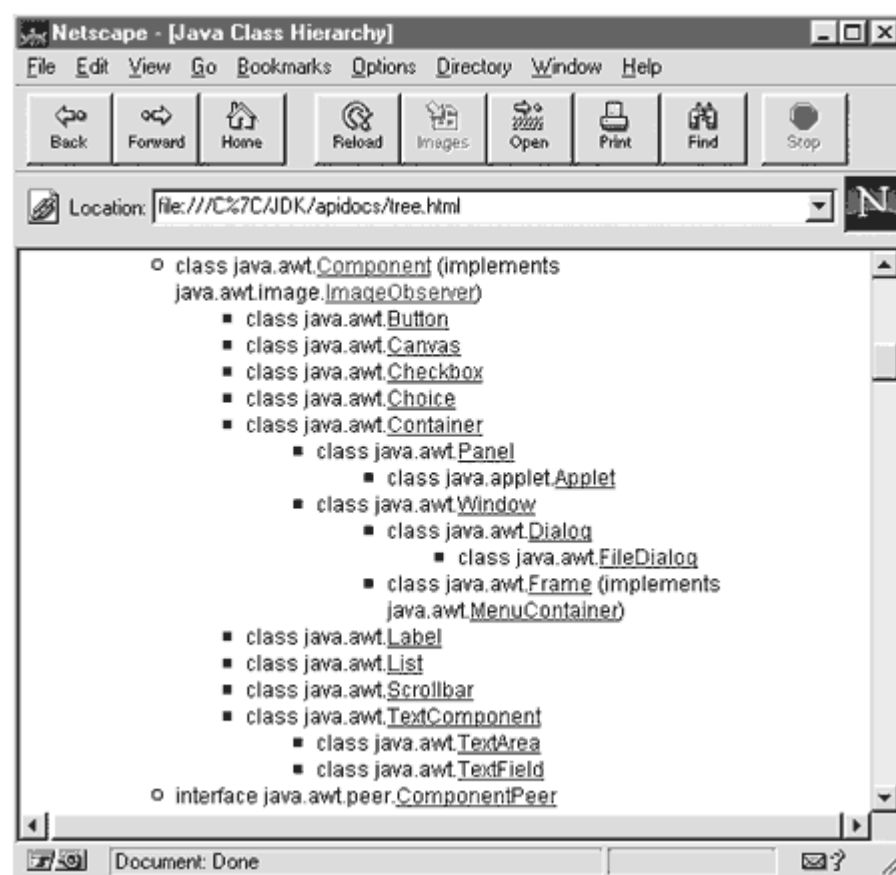 Netscape - [Java Class Hierarchy]
File Edit View Go Bookmarks Options Directory Window Help
Back Forward Home Reload Images Open Print Find Stop
Location: file:///C%7C/JDK/apidocs/tree.html
N
class java.awt.Component (implements
java.awt.image.ImageObserver)
class java.awt.Button
class java.awt.Canvas
class java.awt.Checkbox
class java.awt.Choice
class java.awt.Container
class java.awt.Panel
class java.applet.Applet
class java.awt.Window
class java.awt.Dialog
class java.awt.FileDialog
class java.awt.Frame (implements
java.awt.MenuContainer)
class java.awt.Label
class java.awt.List
class java.awt.Scrollbar
class java.awt.TextComponent
class java.awt.TextArea
class java.awt.TextField
interface java.awt.peer.ComponentPeer
Document: Done ?